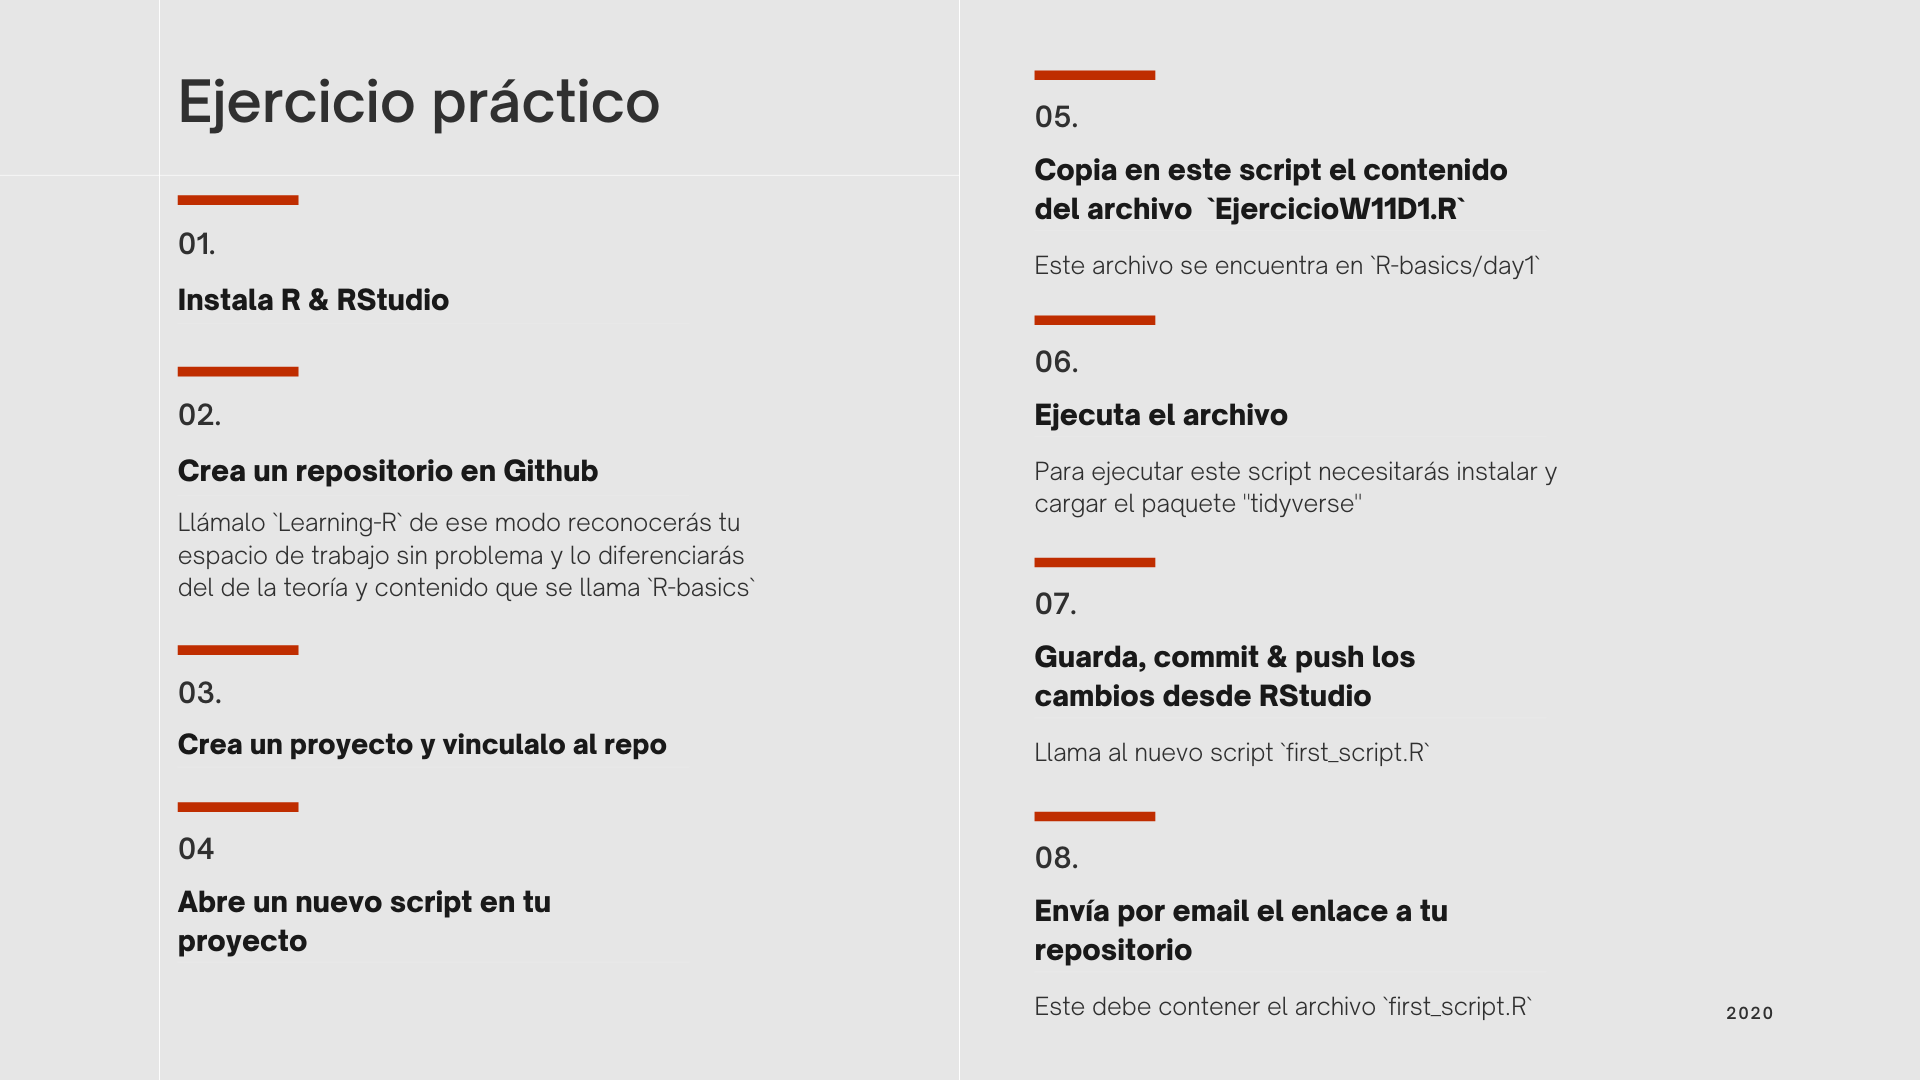 Ejercicio práctico
01.
Instala R & RStudio
02.
Crea un repositorio en Github
Llámalo `Learning-R` de ese modo reconocerás tu
espacio de trabajo sin problema y lo diferenciarás
del de la teoría y contenido que se llama `R-basics`
03.
Crea un proyecto y vinculalo al repo
04
Abre un nuevo script en tu
proyecto
05.
Copia en este script el contenido
del archivo `EjercicioW11D1.R`
Este archivo se encuentra en `R-basics/day1`
06.
Ejecuta el archivo
Para ejecutar este script necesitarás instalar y
cargar el paquete "tidyverse"
07.
Guarda, commit & push los
cambios desde RStudio
Llama al nuevo script `first_script.R`
08.
Envía por email el enlace a tu
repositorio
Este debe contener el archivo `first_script.R`
2020